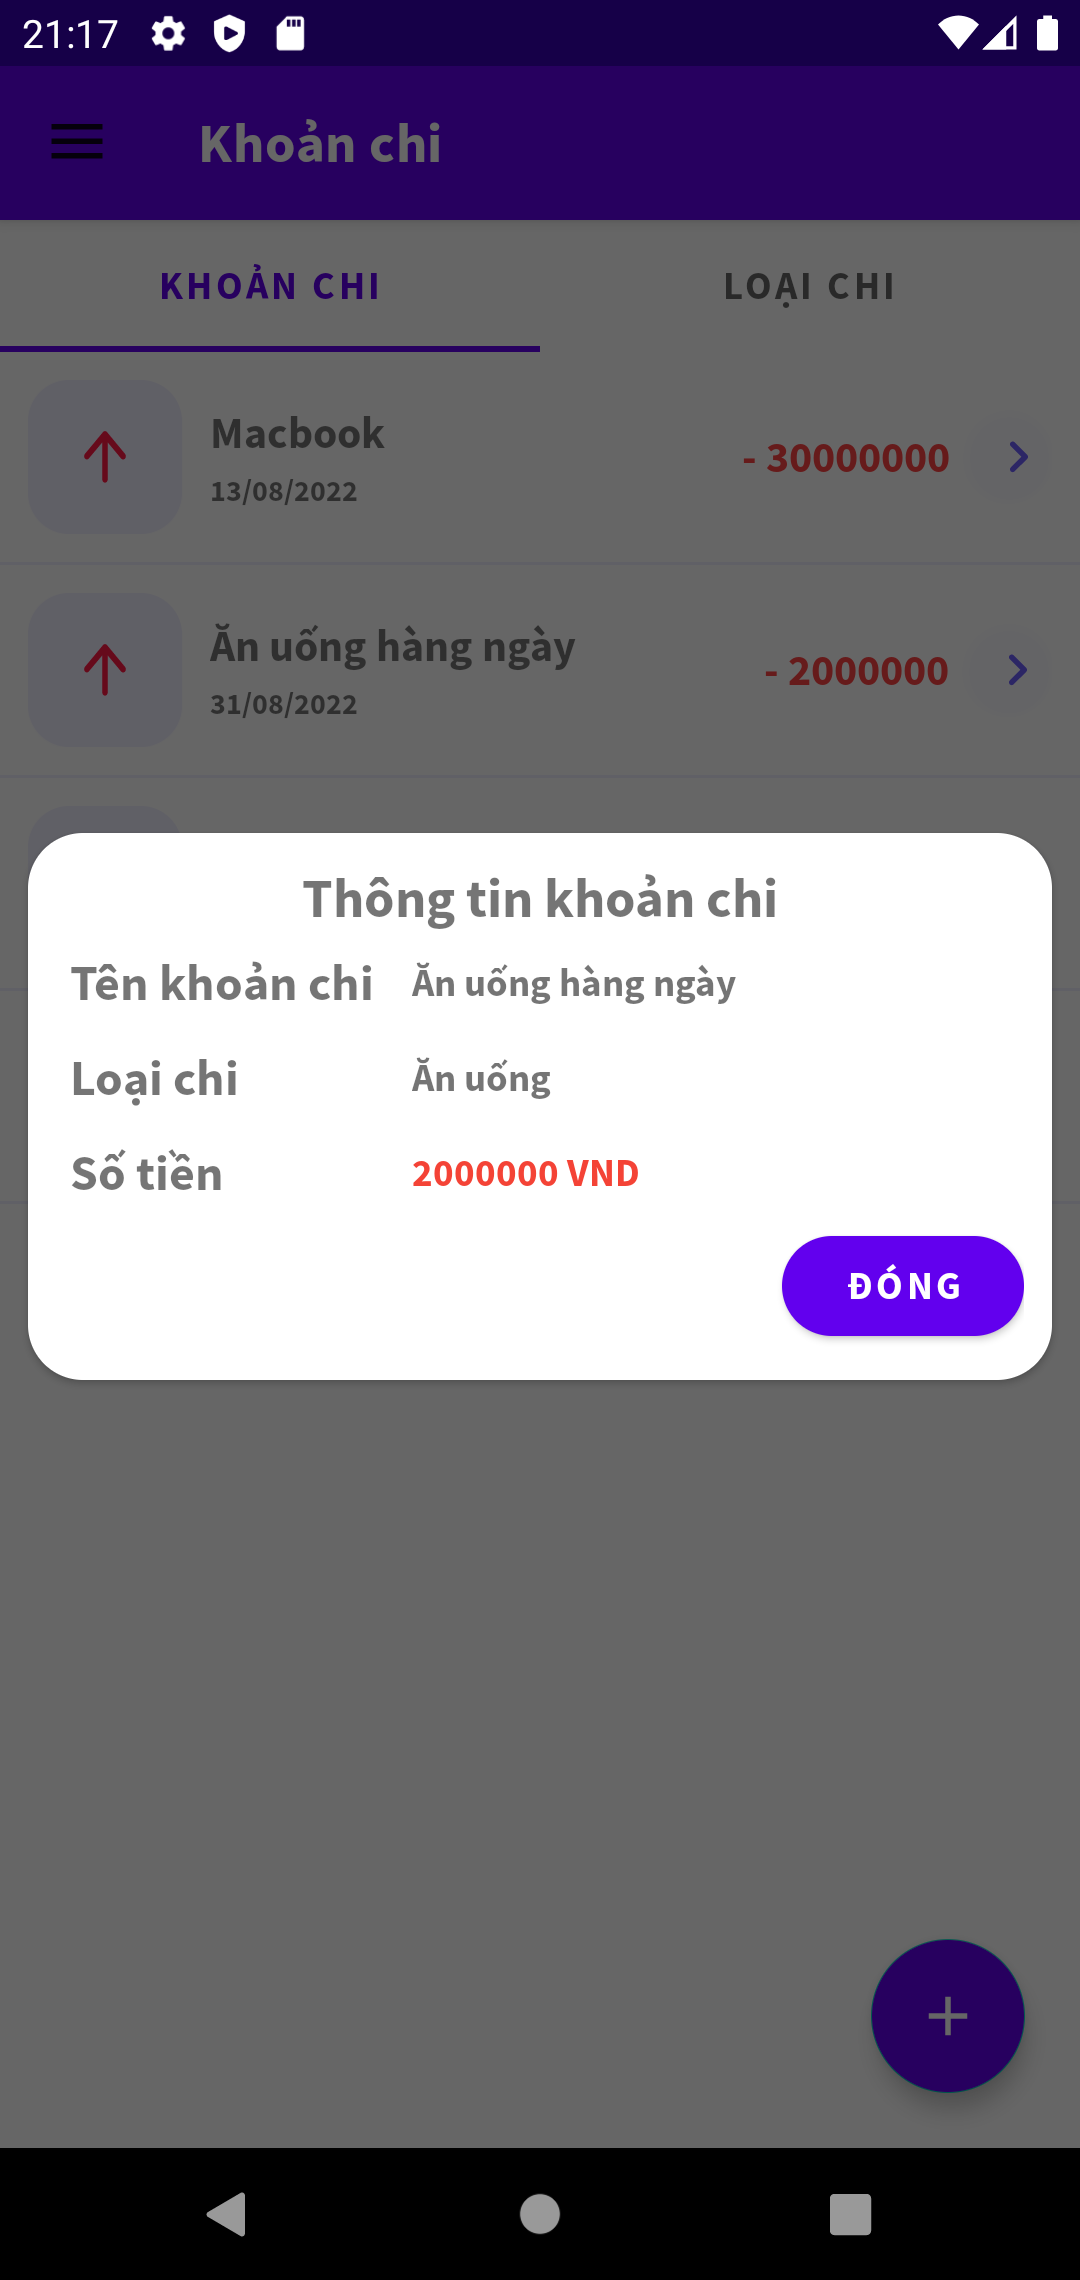 21:17
Khoản chi
KHOẢN CHI
LOẠI CHI
Macbook
13/08/2022
- 30000000
Ăn uống hàng ngày
31/08/2022
- 2000000
Thông tin khoản chi
Tên khoản chi Ăn uống hàng ngày
Loại chi Ăn uống
Số tiền 2000000 VND
ĐÓNG